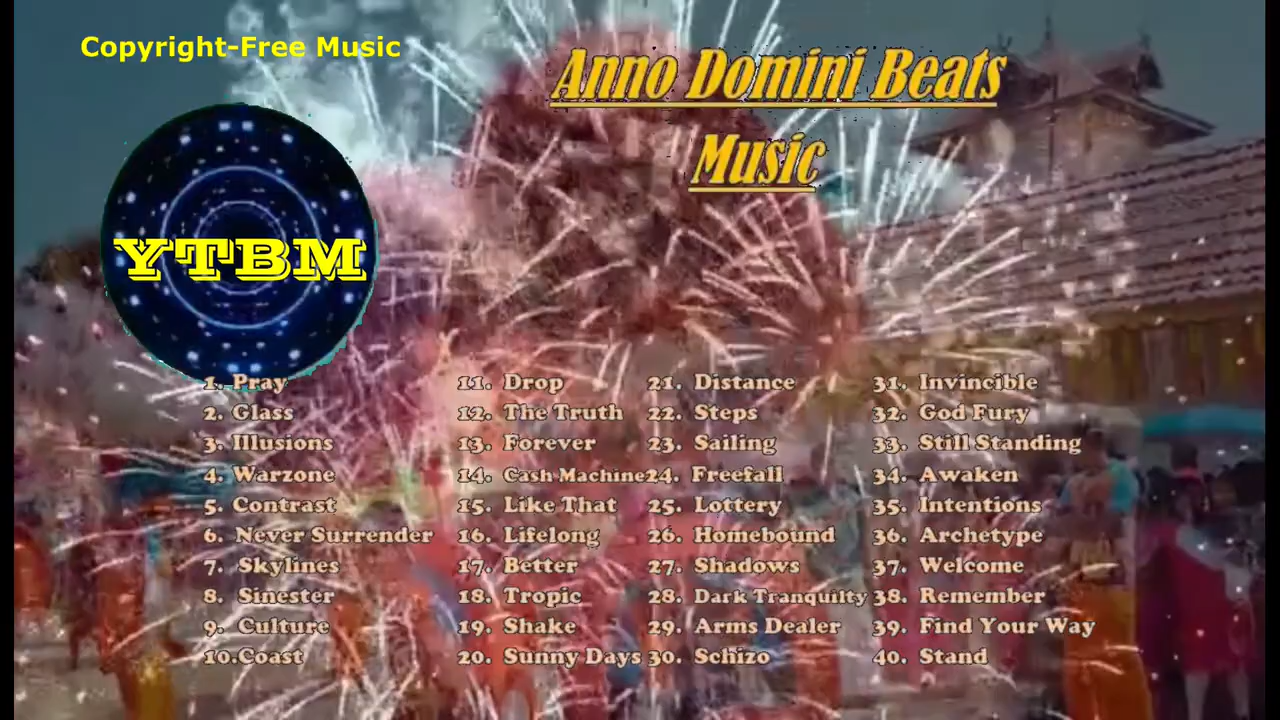 Copyright-Free Music
Anno Domini Beats
Music
YTBM
1. Pray
2. Glass
3. Illusions
4. Warzone
5. Contrast
6. Never Surrender
7. Skylines
8. Sinester
9. Culture
10.Coast
11. Drop
12. The Truth
13. Forever
14. Cash Machine
15. Like That
16. Lifelong
17. Better
18. Tropic
19. Shake
20. Sunny Days
21. Distance
22. Steps
23. Sailing
24. Freefall
25. Lottery
26. Homebound
27. Shadows
28. Dark Tranquilty
29. Arms Dealer
30. Schizo
31. Invincible
32. God Fury
33. Still Standing
34. Awaken
35. Intentions
36. Archetype
37. Welcome
38. Remember
39. Find Your Way
40. Stand